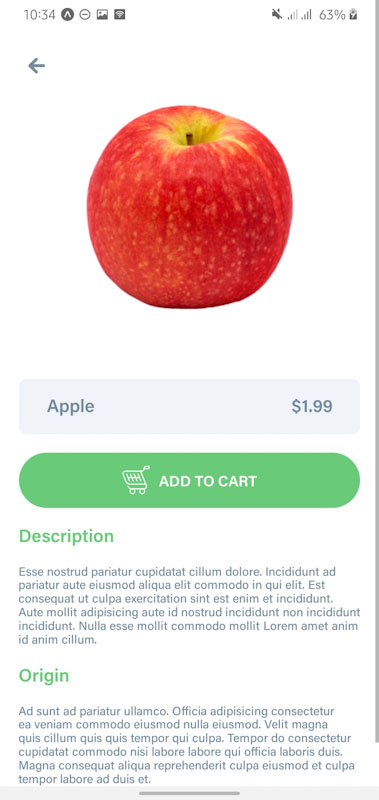 10:34
63%
Apple
$1.99
ADD TO CART
Description
Esse nostrud pariatur cupidatat cillum dolore. Incididunt ad
pariatur aute eiusmod aliqua elit commodo in qui elit. Est
consequat ut culpa exercitation sint est enim et incididunt.
Aute mollit adipisicing aute id nostrud incididunt non incididunt
incididunt. Nulla esse mollit commodo mollit Lorem amet anim
id anim cillum.
Origin
Ad sunt ad pariatur ullamco. Officia adipisicing consectetur
ea veniam commodo eiusmod nulla eiusmod. Velit magna
quis cillum quis quis tempor qui culpa. Tempor do consectetur
cupidatat commodo nisi labore labore qui officia laboris duis.
Magna consequat aliqua reprehenderit culpa eiusmod et culpa
tempor labore ad duis et.